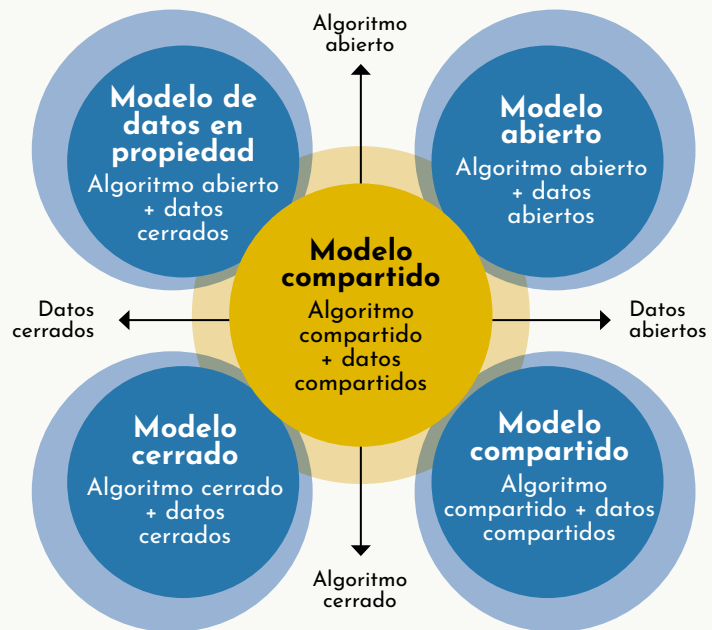 Algoritmo
abierto
Modelo de
datos en
propiedad
Algoritmo abierto
+ datos
cerrados
Modelo
abierto
Algoritmo abierto
+ datos
abiertos
Modelo
compartido
Algoritmo
compartido
+ datos
compartidos
Datos
cerrados
Datos
abiertos
Modelo
cerrado
Algoritmo cerrado
+ datos
cerrados
Modelo
compartido
Algoritmo
compartido + datos
compartidos
Algoritmo
cerrado